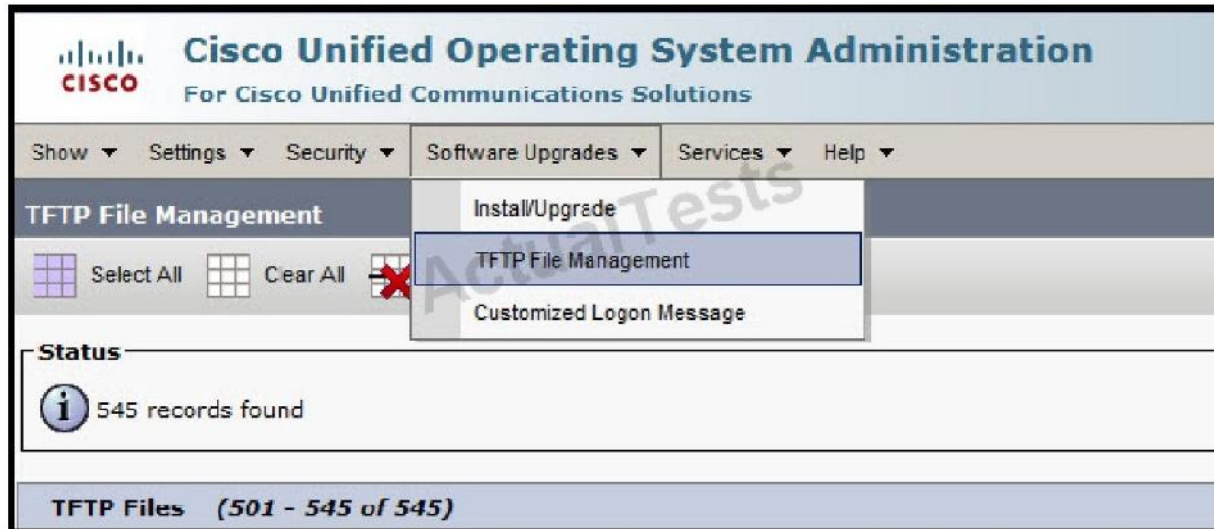 CISCO
Cisco Unified Operating System Administration
For Cisco Unified Communications Solutions
Show Settings Security Software Upgrades Services Help
TFTP File Management
Install/Upgrade
TFTP File Management
Customized Logon Message
Select All Clear All
ActualTests
Status
i 545 records found
TFTP Files (501 - 545 of 545)